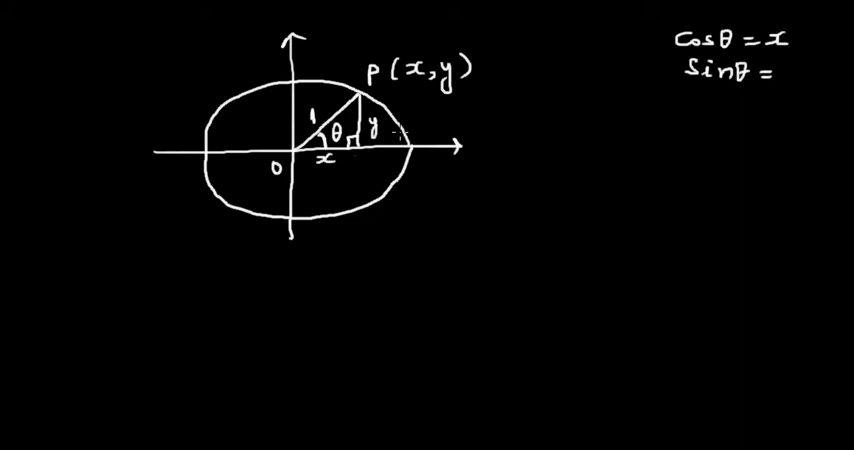 cosθ = x
P(x,y)
sinθ =
1
θ
y
x
0